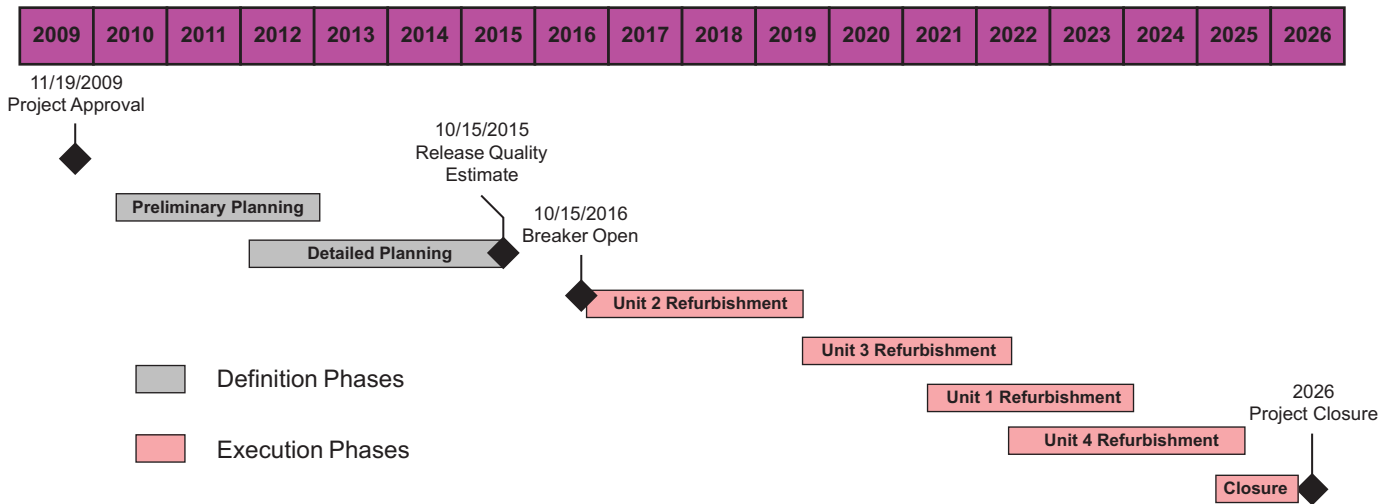 2009 2010 2011 2012 2013 2014 2015 2016 2017 2018 2019 2020 2021 2022 2023 2024 2025 2026
11/19/2009
Project Approval
10/15/2015
Release Quality
Estimate
Preliminary Planning
10/15/2016
Breaker Open
Detailed Planning
Unit 2 Refurbishment
Unit 3 Refurbishment
Definition Phases
Unit 1 Refurbishment
2026
Project Closure
Unit 4 Refurbishment
Execution Phases
Closure